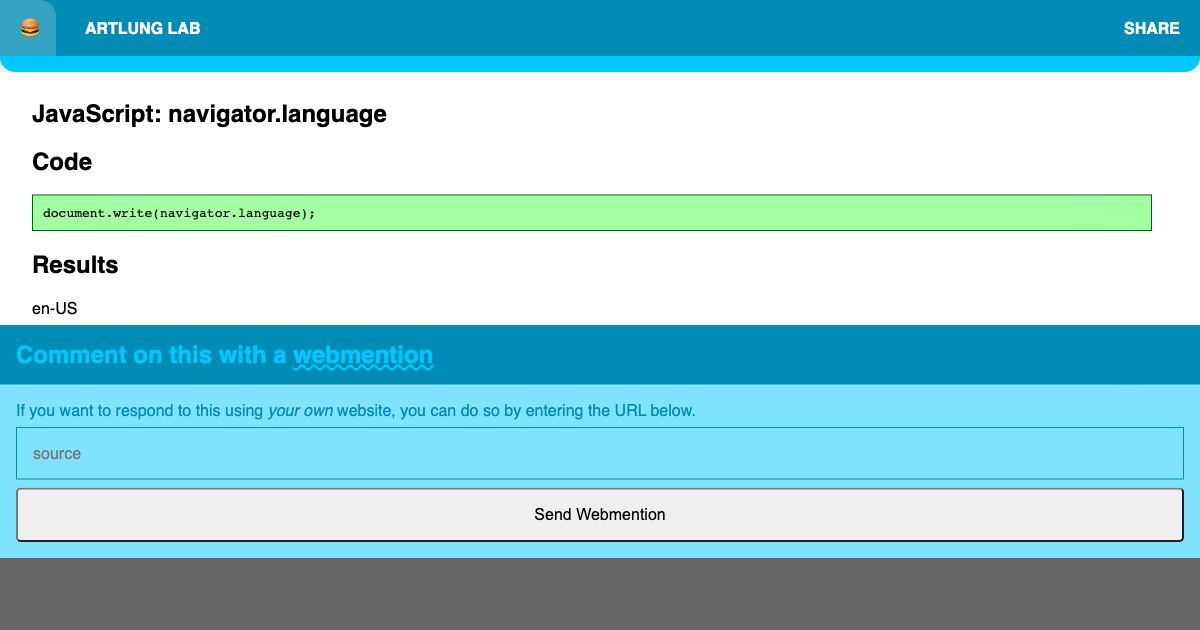 ARTLUNG LAB
SHARE
JavaScript: navigator.language
Code
document.write(navigator.language);
Results
en-US
Comment on this with a webmention
If you want to respond to this using your own website, you can do so by entering the URL below.
source
Send Webmention